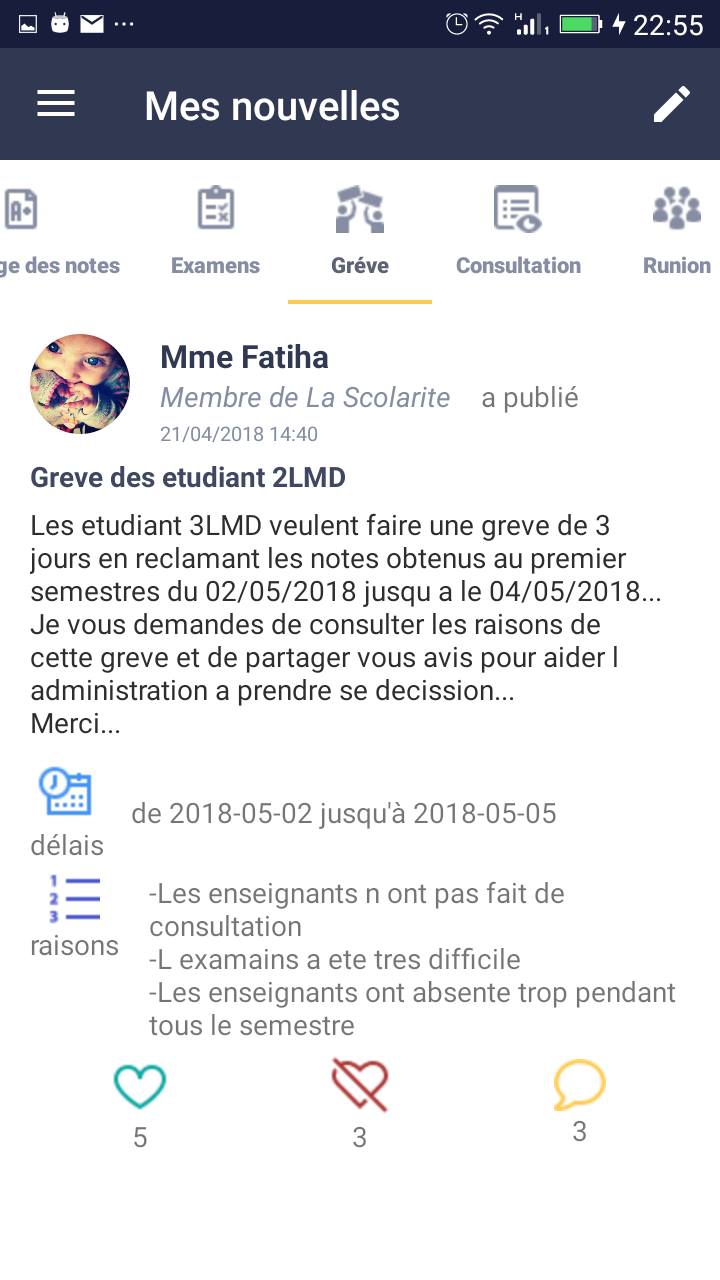 22:55
Mes nouvelles
ge des notes Examens Gréve Consultation Runion
Mme Fatiha
Membre de La Scolarite a publié
21/04/2018 14:40
Greve des etudiant 2LMD
Les etudiant 3LMD veulent faire une greve de 3
jours en reclamant les notes obtenus au premier
semestres du 02/05/2018 jusqu a le 04/05/2018...
Je vous demandes de consulter les raisons de
cette greve et de partager vous avis pour aider l
administration a prendre se decission...
Merci...
de 2018-05-02 jusqu'à 2018-05-05
délais
-Les enseignants n ont pas fait de
consultation
raisons
-L examains a ete tres difficile
-Les enseignants ont absente trop pendant
tous le semestre
5 3 3